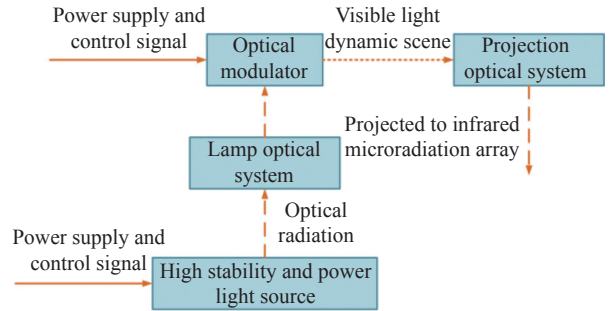 Power supply and
control signal
Optical
modulator
Visible light
dynamic scene
Projection
optical system
Projected to infrared
microradiation array
Lamp optical
system
Optical
radiation
Power supply and
control signal
High stability and power
light source